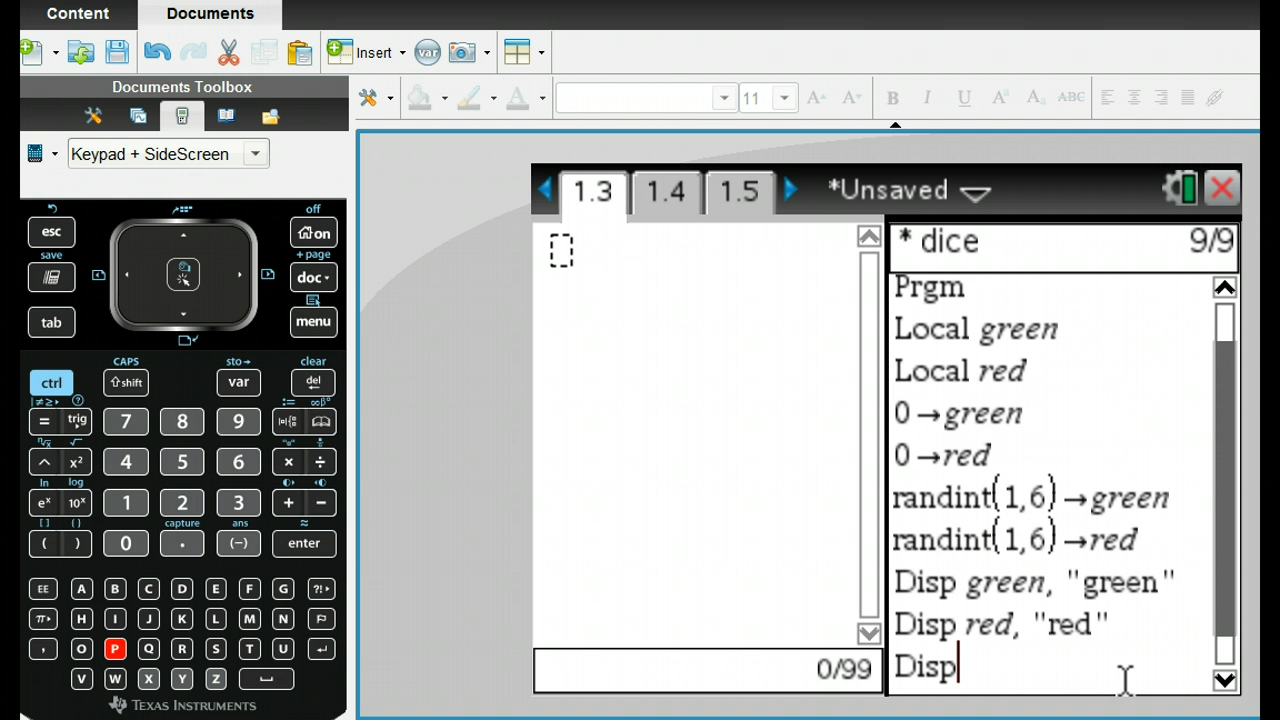 Content Documents
Insert var
Documents Toolbox
11 B I U ABC
Keypad + SideScreen
1.3 1.4 1.5 *Unsaved
* dice 9/9
Prgm
Local green
Local red
0 → green
0 → red
randint(1,6) → green
randint(1,6) → red
Disp green, "green"
Disp red, "red"
Disp
0/99
off
esc on
save + page
doc
tab menu
CAPS sto→ clear
ctrl shift var del
= trig 7 8 9
^ x² 4 5 6 × ÷
ln log
eˣ 10ˣ 1 2 3 + −
[ ] { } capture ans ≈
( ) 0 . (−) enter
EE A B C D E F G ?!▸
π▸ H I J K L M N
, O P Q R S T U
V W X Y Z
TEXAS INSTRUMENTS